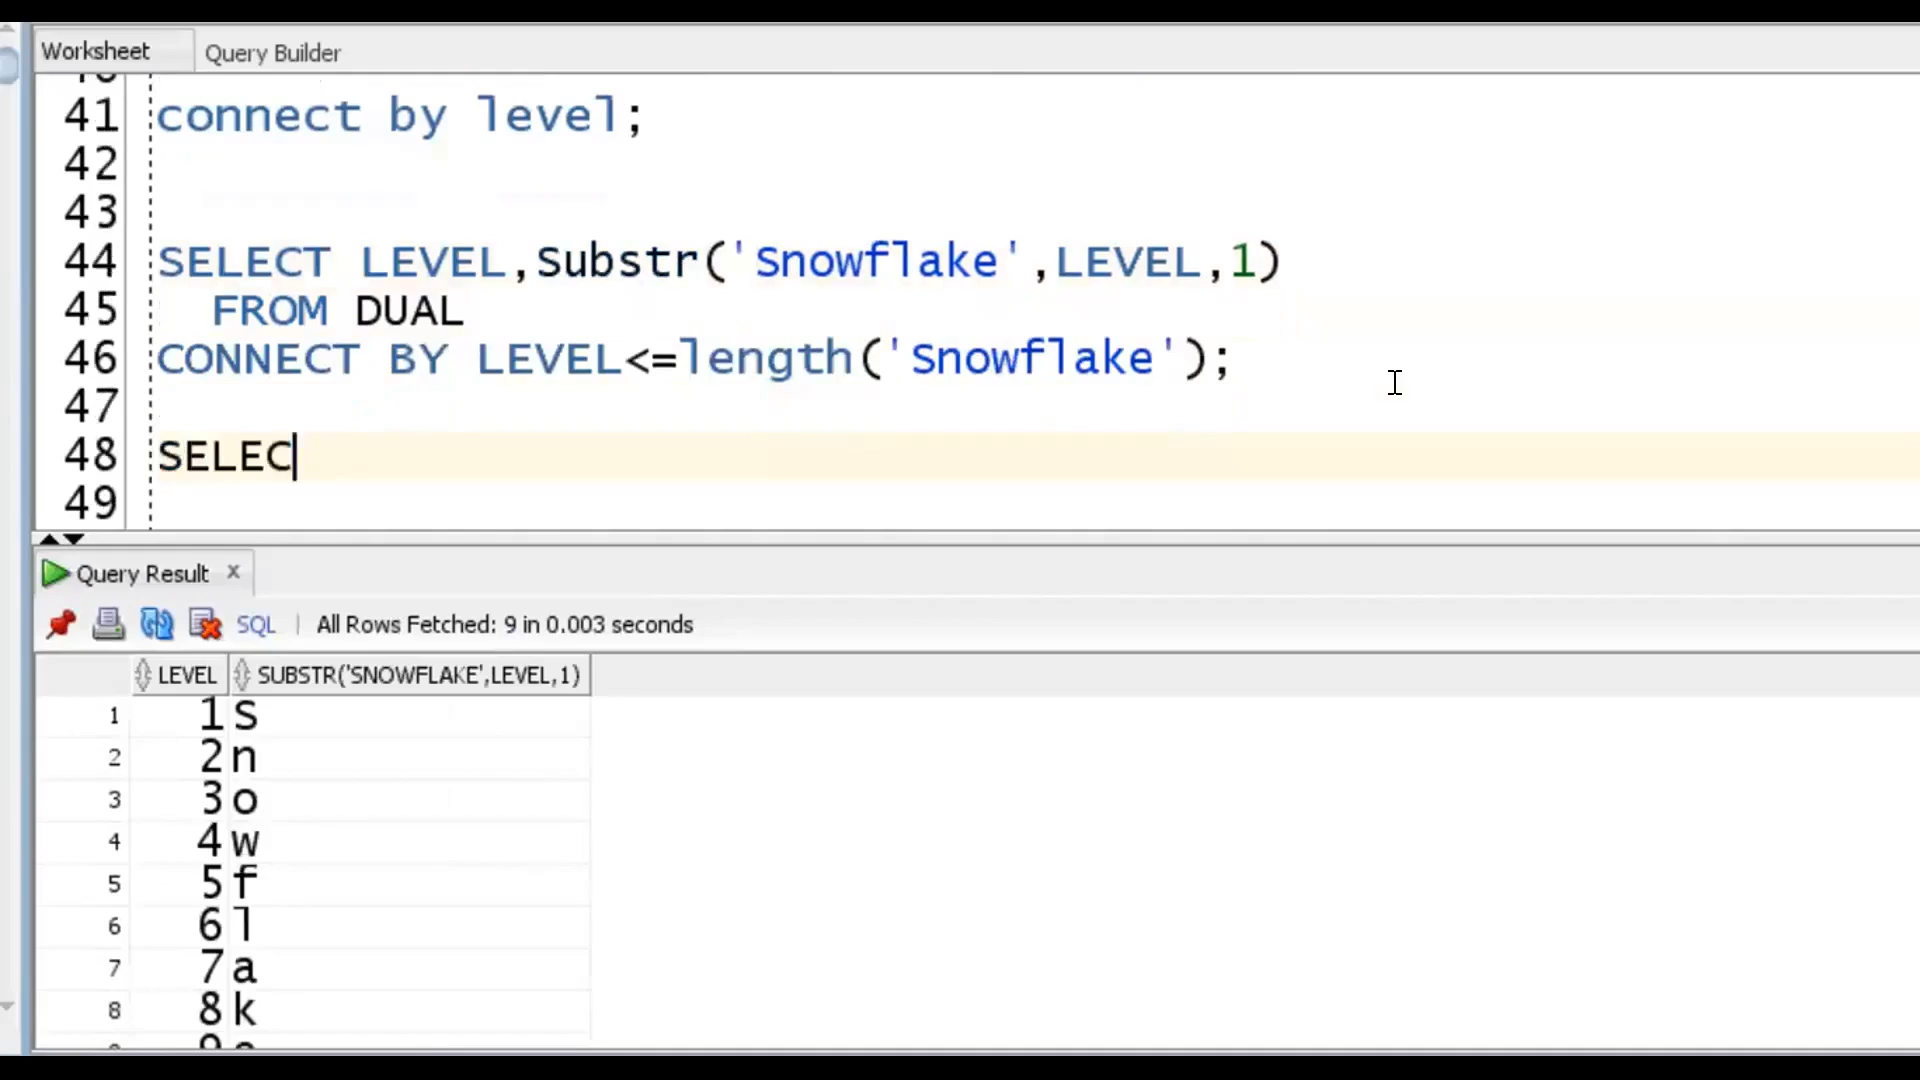 Worksheet Query Builder
41 connect by level;
42
43
44 SELECT LEVEL,Substr('Snowflake',LEVEL,1)
45 FROM DUAL
46 CONNECT BY LEVEL<=length('Snowflake');
47
48 SELEC
49
Query Result x
SQL | All Rows Fetched: 9 in 0.003 seconds
LEVEL SUBSTR('SNOWFLAKE',LEVEL,1)
1 1 S
2 2 n
3 3 o
4 4 w
5 5 f
6 6 l
7 7 a
8 8 k